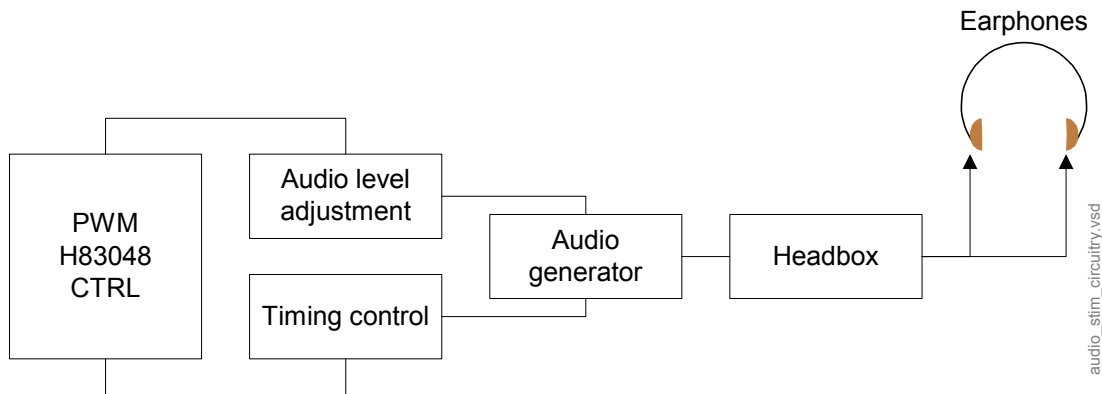 Earphones
PWM
H83048
CTRL
Audio level
adjustment
Timing control
Audio
generator
Headbox
audio_stim_circuitry.vsd